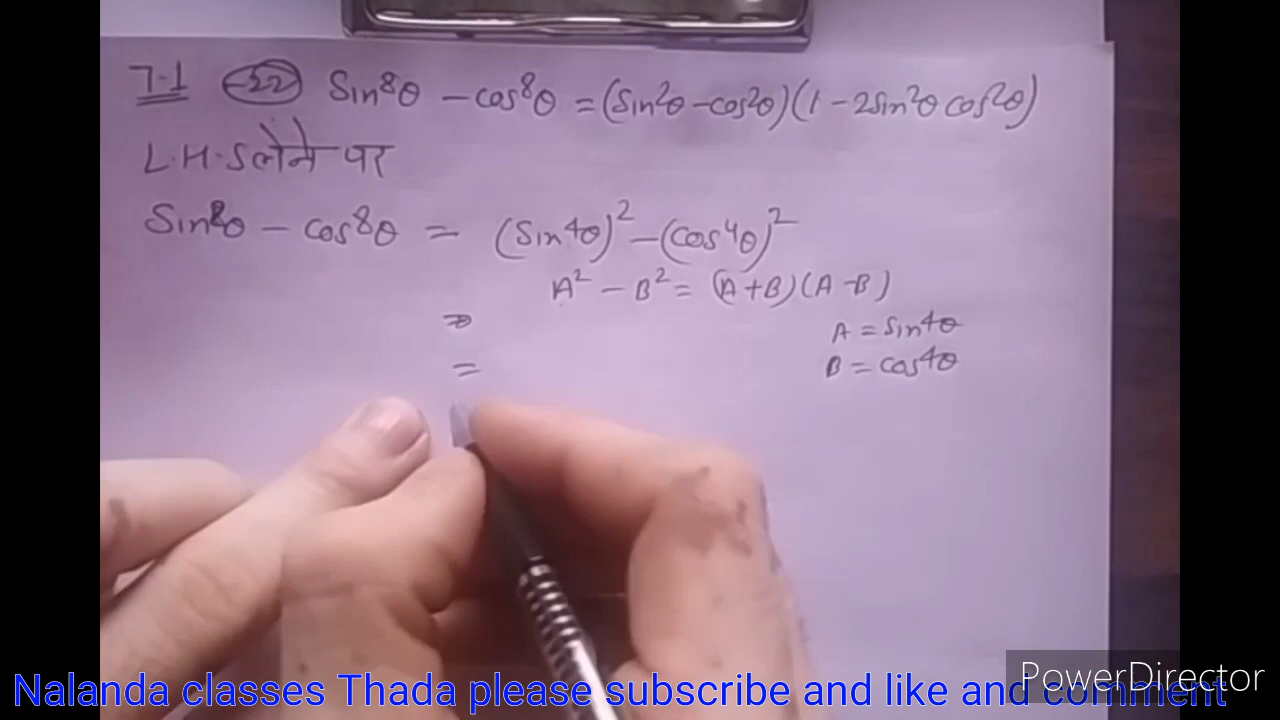 7.1 22 Sin⁸θ - cos⁸θ = (Sin²θ - cos²θ)(1 - 2Sin²θ cos²θ)
L.H.S लेने पर
Sin⁸θ - cos⁸θ = (Sin⁴θ)² - (cos⁴θ)²
A² - B² = (A+B)(A-B)
⇒ A = Sin⁴θ
= B = cos⁴θ
PowerDirector
Nalanda classes Thada please subscribe and like and comment